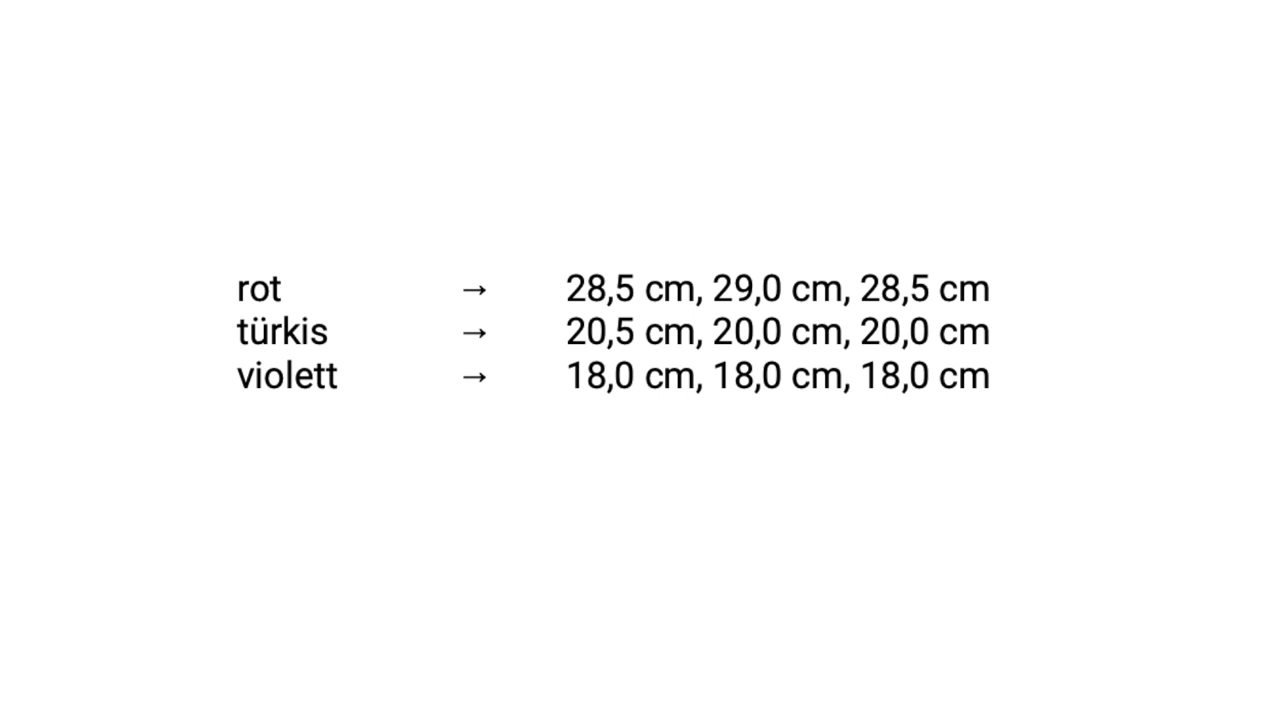 rot → 28,5 cm, 29,0 cm, 28,5 cm
türkis → 20,5 cm, 20,0 cm, 20,0 cm
violett → 18,0 cm, 18,0 cm, 18,0 cm